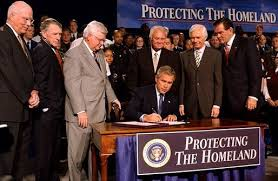 PROTECTING THE HOMELAND
PROTECTING
THE HOMELAND